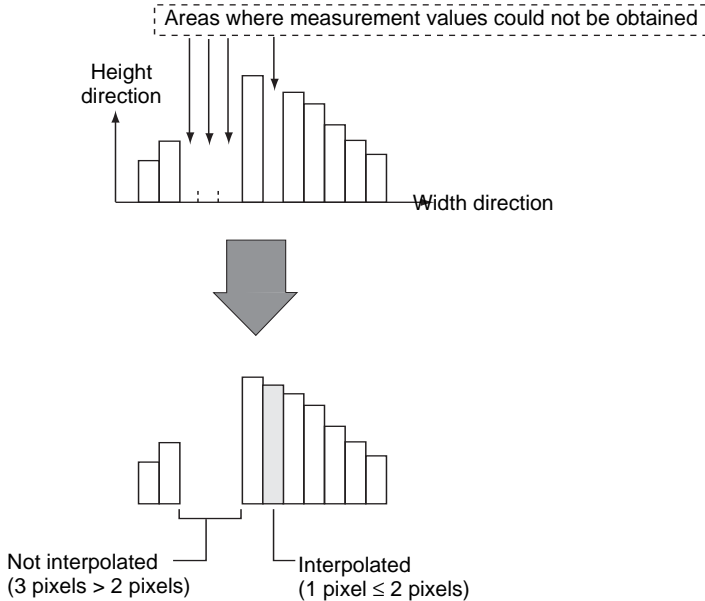 Areas where measurement values could not be obtained
Height
direction
Width direction
Not interpolated
(3 pixels > 2 pixels)
Interpolated
(1 pixel ≤ 2 pixels)